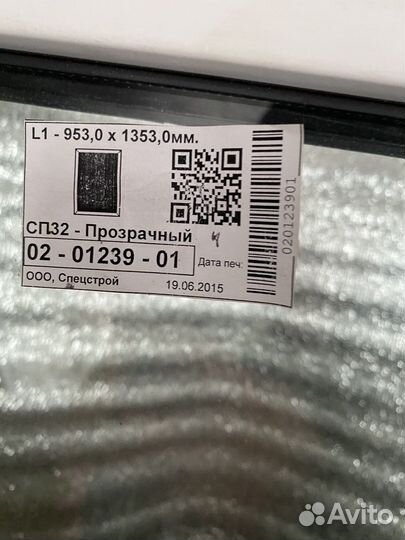 L1 - 953,0 x 1353,0мм.
СП32 - Прозрачный
02 - 01239 - 01
Дата печ:
ООО, Спецстрой
19.06.2015
020123901
Avito